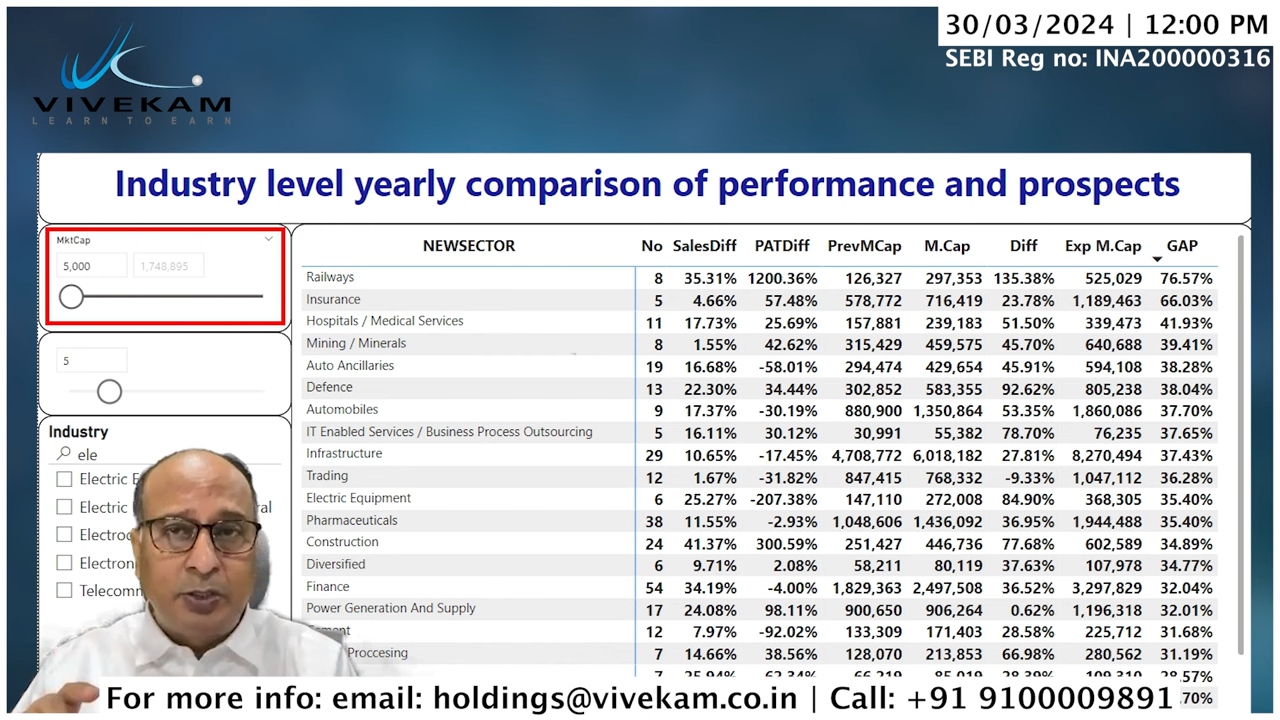 30/03/2024 | 12:00 PM
SEBI Reg no: INA200000316
VIVEKAM
LEARN TO EARN
Industry level yearly comparison of performance and prospects
MktCap
5,000 1,748,895
5
Industry
ele
Electric E
Electric al
Electro
Electron
Telecomm
NEWSECTOR No SalesDiff PATDiff PrevMCap M.Cap Diff Exp M.Cap GAP
Railways 8 35.31% 1200.36% 126,327 297,353 135.38% 525,029 76.57%
Insurance 5 4.66% 57.48% 578,772 716,419 23.78% 1,189,463 66.03%
Hospitals / Medical Services 11 17.73% 25.69% 157,881 239,183 51.50% 339,473 41.93%
Mining / Minerals 8 1.55% 42.62% 315,429 459,575 45.70% 640,688 39.41%
Auto Ancillaries 19 16.68% -58.01% 294,474 429,654 45.91% 594,108 38.28%
Defence 13 22.30% 34.44% 302,852 583,355 92.62% 805,238 38.04%
Automobiles 9 17.37% -30.19% 880,900 1,350,864 53.35% 1,860,086 37.70%
IT Enabled Services / Business Process Outsourcing 5 16.11% 30.12% 30,991 55,382 78.70% 76,235 37.65%
Infrastructure 29 10.65% -17.45% 4,708,772 6,018,182 27.81% 8,270,494 37.43%
Trading 12 1.67% -31.82% 847,415 768,332 -9.33% 1,047,112 36.28%
Electric Equipment 6 25.27% -207.38% 147,110 272,008 84.90% 368,305 35.40%
Pharmaceuticals 38 11.55% -2.93% 1,048,606 1,436,092 36.95% 1,944,488 35.40%
Construction 24 41.37% 300.59% 251,427 446,736 77.68% 602,589 34.89%
Diversified 6 9.71% 2.08% 58,211 80,119 37.63% 107,978 34.77%
Finance 54 34.19% -4.00% 1,829,363 2,497,508 36.52% 3,297,829 32.04%
Power Generation And Supply 17 24.08% 98.11% 900,650 906,264 0.62% 1,196,318 32.01%
ment 12 7.97% -92.02% 133,309 171,403 28.58% 225,712 31.68%
Proccesing 7 14.66% 38.56% 128,070 213,853 66.98% 280,562 31.19%
.57%
.70%
For more info: email: holdings@vivekam.co.in | Call: +91 9100009891